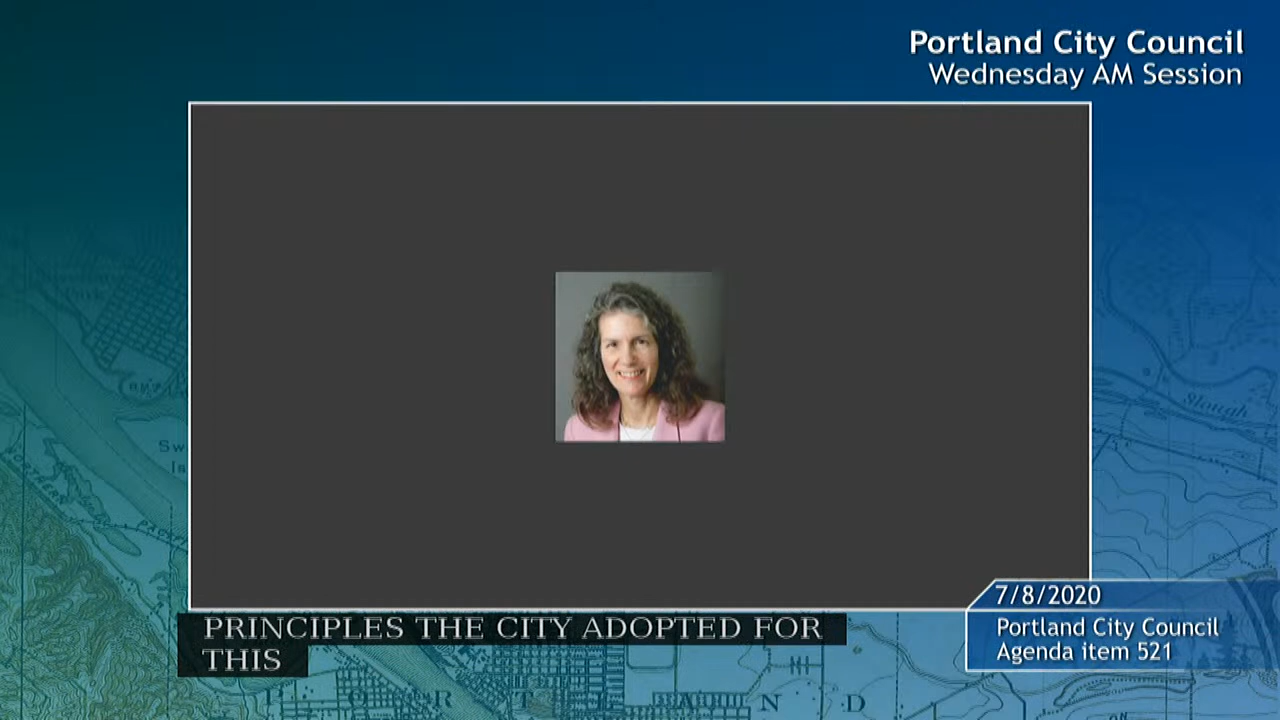 Portland City Council
Wednesday AM Session
Slough
7/8/2020
Portland City Council
Agenda item 521
PRINCIPLES THE CITY ADOPTED FOR
THIS